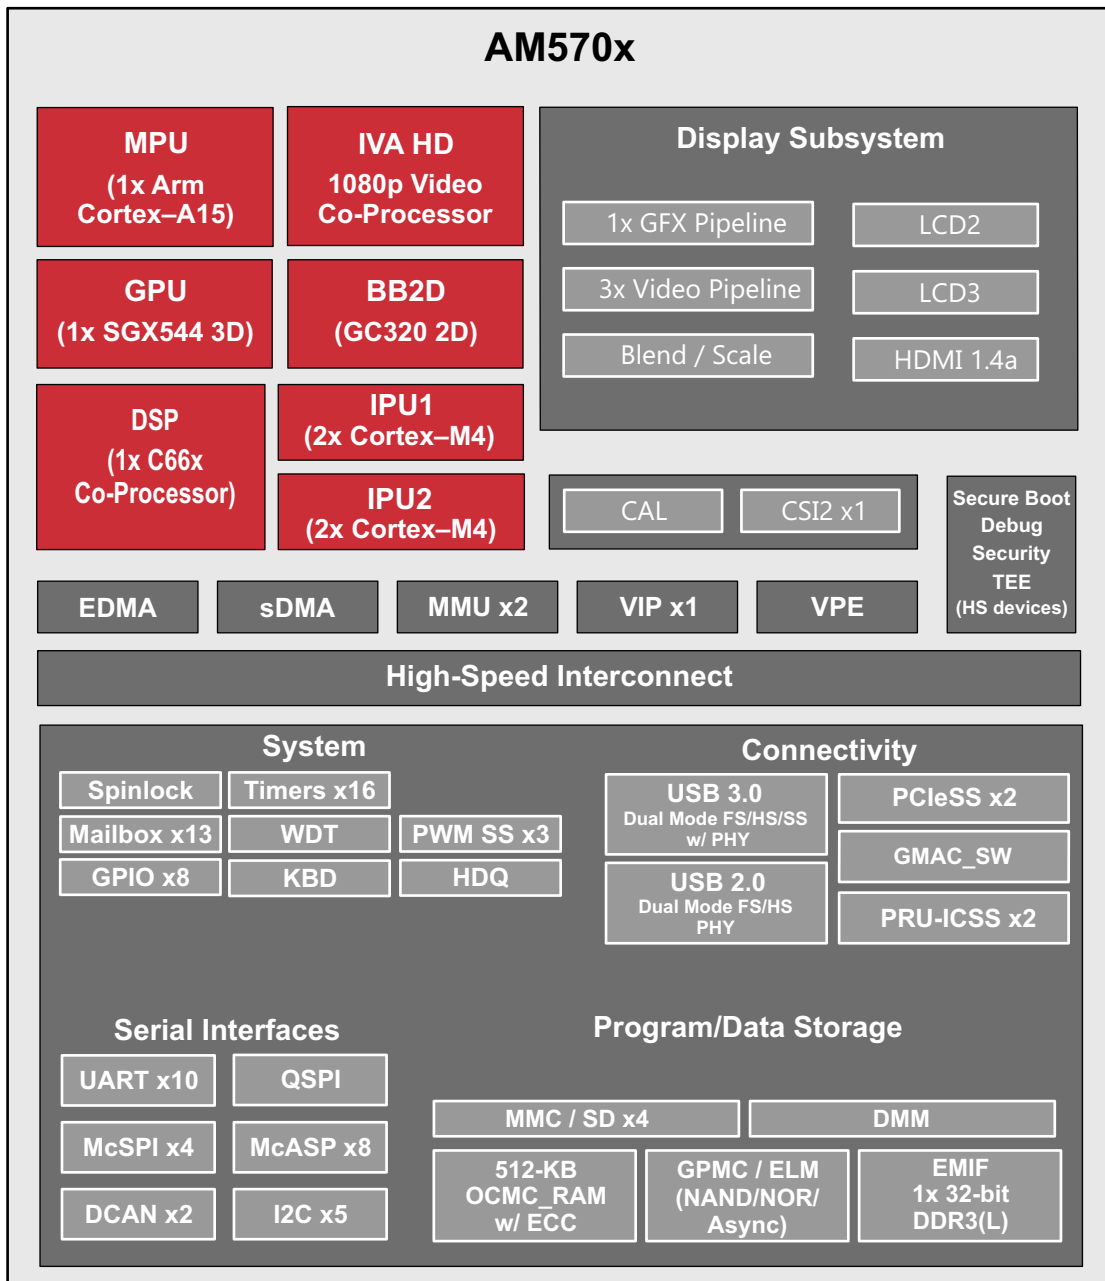 AM570x
MPU
(1x Arm
Cortex–A15)
IVA HD
1080p Video
Co-Processor
GPU
(1x SGX544 3D)
BB2D
(GC320 2D)
DSP
(1x C66x
Co-Processor)
IPU1
(2x Cortex–M4)
IPU2
(2x Cortex–M4)
Display Subsystem
1x GFX Pipeline
LCD2
3x Video Pipeline
LCD3
Blend / Scale
HDMI 1.4a
CAL
CSI2 x1
Secure Boot
Debug
Security
TEE
(HS devices)
EDMA
sDMA
MMU x2
VIP x1
VPE
High-Speed Interconnect
System
Spinlock
Timers x16
Mailbox x13
WDT
PWM SS x3
GPIO x8
KBD
HDQ
Connectivity
USB 3.0
Dual Mode FS/HS/SS
w/ PHY
PCIeSS x2
GMAC_SW
USB 2.0
Dual Mode FS/HS
PHY
PRU-ICSS x2
Serial Interfaces
UART x10
QSPI
McSPI x4
McASP x8
DCAN x2
I2C x5
Program/Data Storage
MMC / SD x4
DMM
512-KB
OCMC_RAM
w/ ECC
GPMC / ELM
(NAND/NOR/
Async)
EMIF
1x 32-bit
DDR3(L)